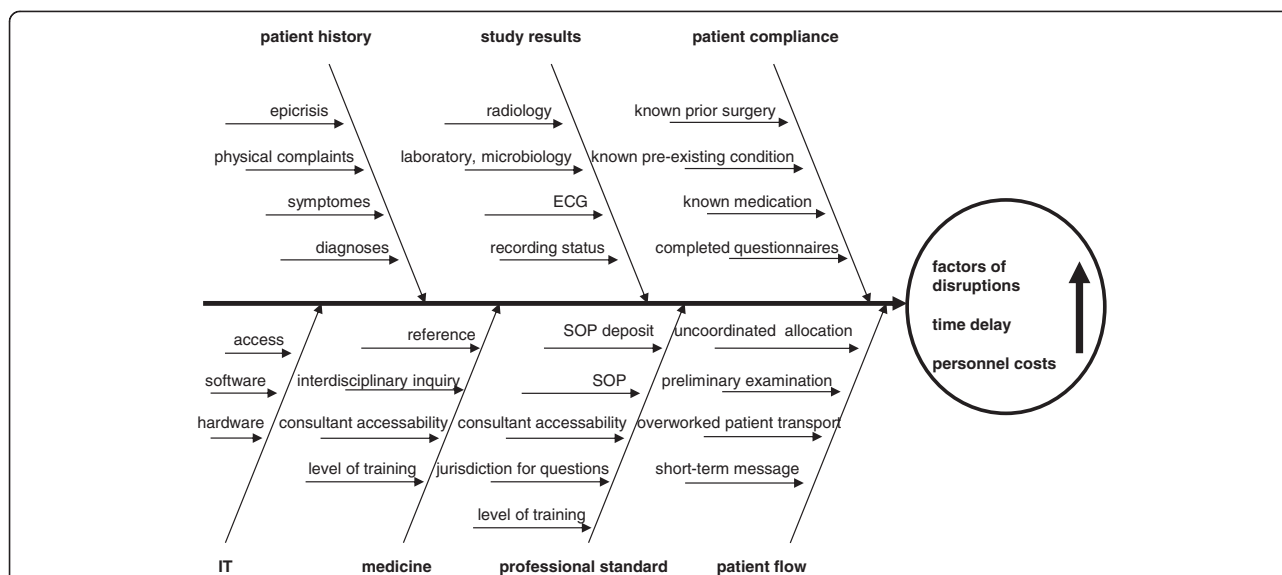 patient history
study results
patient compliance
epicrisis
radiology
known prior surgery
physical complaints
laboratory, microbiology
known pre-existing condition
symptomes
ECG
known medication
diagnoses
recording status
completed questionnaires
factors of
disruptions
time delay
personnel costs
access
reference
SOP deposit
uncoordinated allocation
software
interdisciplinary inquiry
SOP
preliminary examination
hardware
consultant accessability
consultant accessability
overworked patient transport
level of training
jurisdiction for questions
short-term message
level of training
IT
medicine
professional standard
patient flow